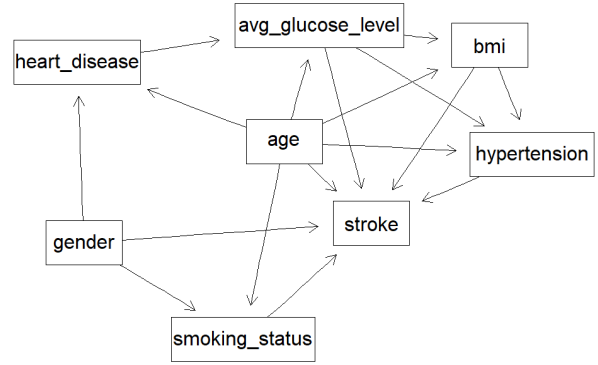 avg_glucose_level
bmi
heart_disease
age
hypertension
stroke
gender
smoking_status